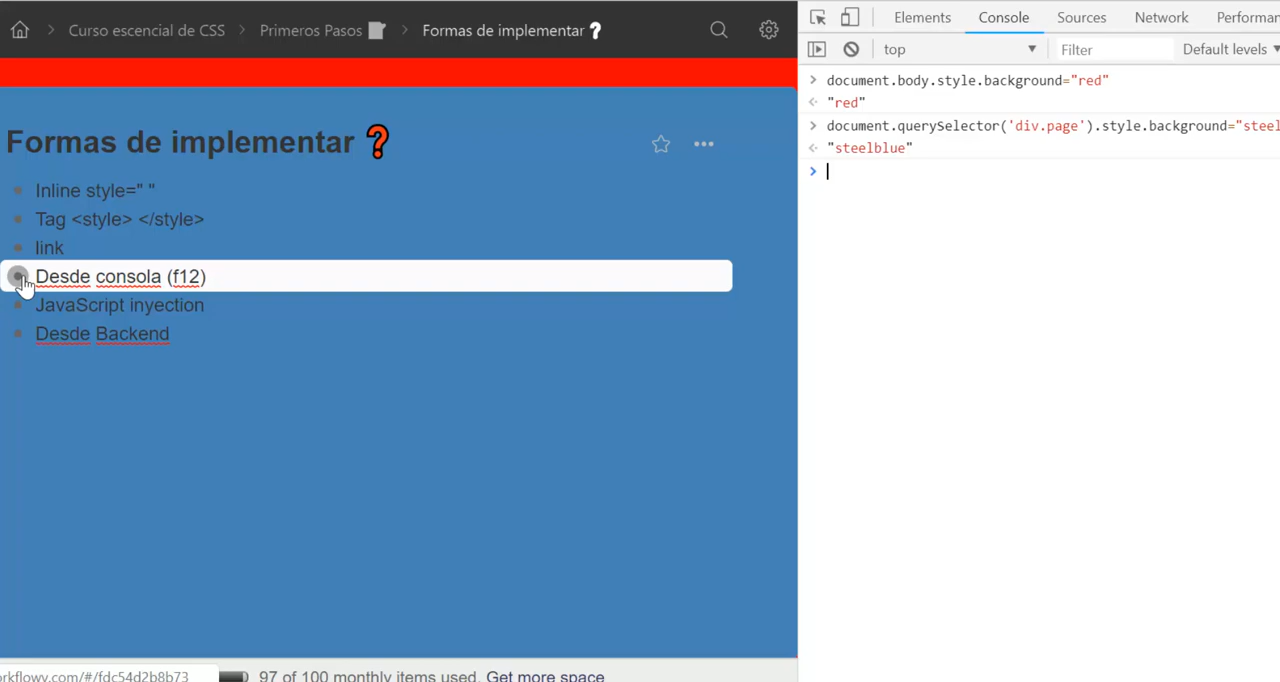 Curso escencial de CSS > Primeros Pasos > Formas de implementar ?
Formas de implementar ?
Inline style=" "
Tag <style> </style>
link
Desde consola (f12)
JavaScript inyection
Desde Backend
rkflowy.com/#/fdc54d2b8b73
97 of 100 monthly items used. Get more space
Elements Console Sources Network Performan
top Filter Default levels
> document.body.style.background="red"
"red"
> document.querySelector('div.page').style.background="steel
"steelblue"
>